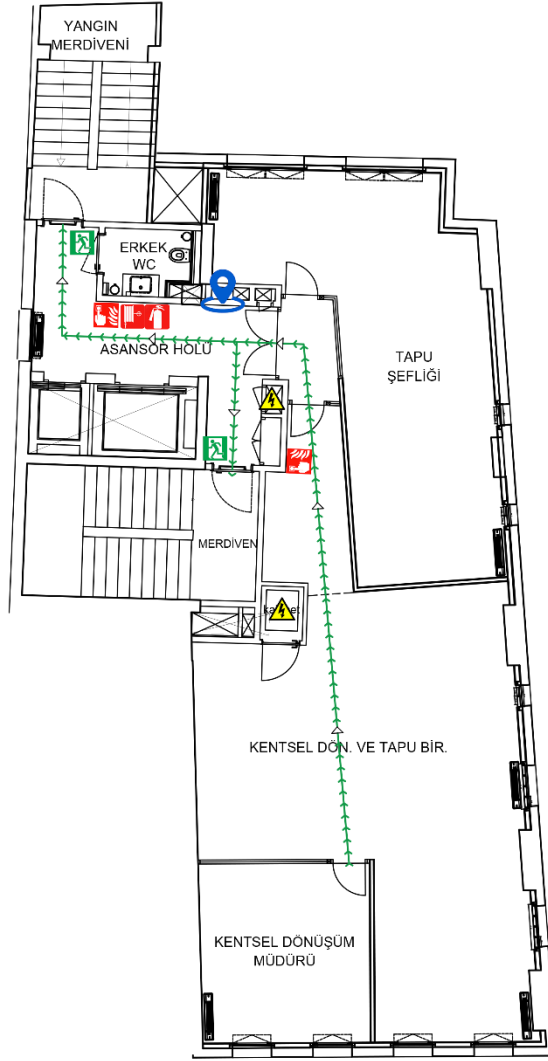 YANGIN
MERDİVENİ
ERKEK
WC
ASANSÖR HOLÜ
TAPU
ŞEFLİĞİ
MERDİVEN
KENTSEL DÖN. VE TAPU BİR.
KENTSEL DÖNÜŞÜM
MÜDÜRÜ